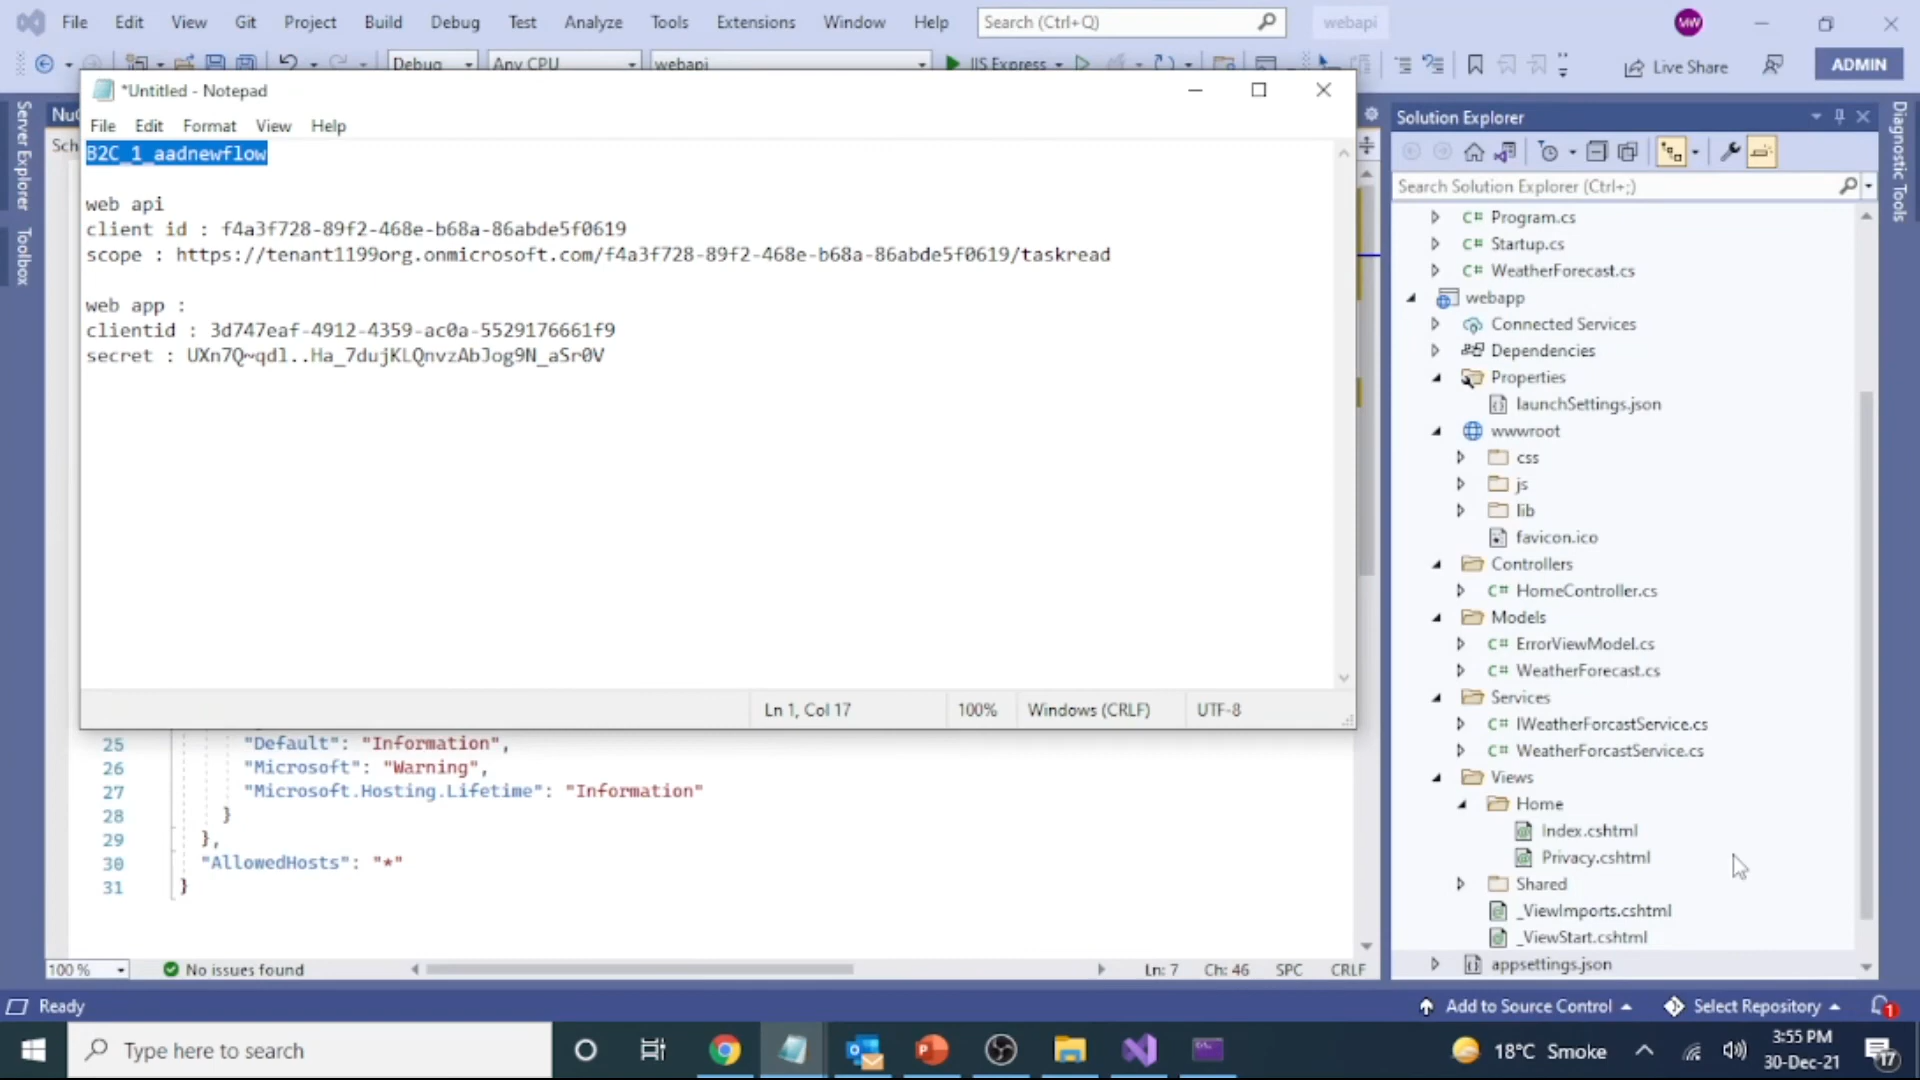 File Edit View Git Project Build Debug Test Analyze Tools Extensions Window Help
Search (Ctrl+Q)
webapi
MW
Debug Any CPU webapi IIS Express
Live Share
ADMIN
Server Explorer
Toolbox
*Untitled - Notepad
File Edit Format View Help
B2C_1_aadnewflow
web api
client id : f4a3f728-89f2-468e-b68a-86abde5f0619
scope : https://tenant1199org.onmicrosoft.com/f4a3f728-89f2-468e-b68a-86abde5f0619/taskread
web app :
clientid : 3d747eaf-4912-4359-ac0a-5529176661f9
secret : UXn7Q~qdl..Ha_7dujKLQnvzAbJog9N_aSr0V
Ln 1, Col 17 100% Windows (CRLF) UTF-8
25 "Default": "Information",
26 "Microsoft": "Warning",
27 "Microsoft.Hosting.Lifetime": "Information"
28 }
29 },
30 "AllowedHosts": "*"
31 }
100 % No issues found Ln: 7 Ch: 46 SPC CRLF
Solution Explorer
Search Solution Explorer (Ctrl+;)
C# Program.cs
C# Startup.cs
C# WeatherForecast.cs
webapp
Connected Services
Dependencies
Properties
launchSettings.json
wwwroot
css
js
lib
favicon.ico
Controllers
C# HomeController.cs
Models
C# ErrorViewModel.cs
C# WeatherForecast.cs
Services
C# IWeatherForcastService.cs
C# WeatherForcastService.cs
Views
Home
Index.cshtml
Privacy.cshtml
Shared
_ViewImports.cshtml
_ViewStart.cshtml
appsettings.json
Diagnostic Tools
Ready
Add to Source Control
Select Repository
1
Type here to search
18°C Smoke
3:55 PM
30-Dec-21
17